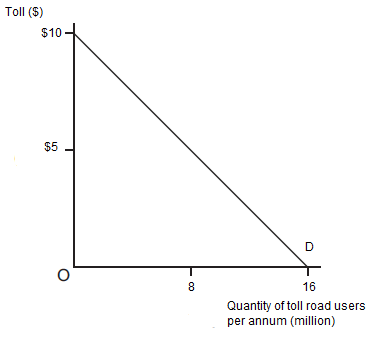 Toll ($)
$10
$5
D
O
8
16
Quantity of toll road users
per annum (million)